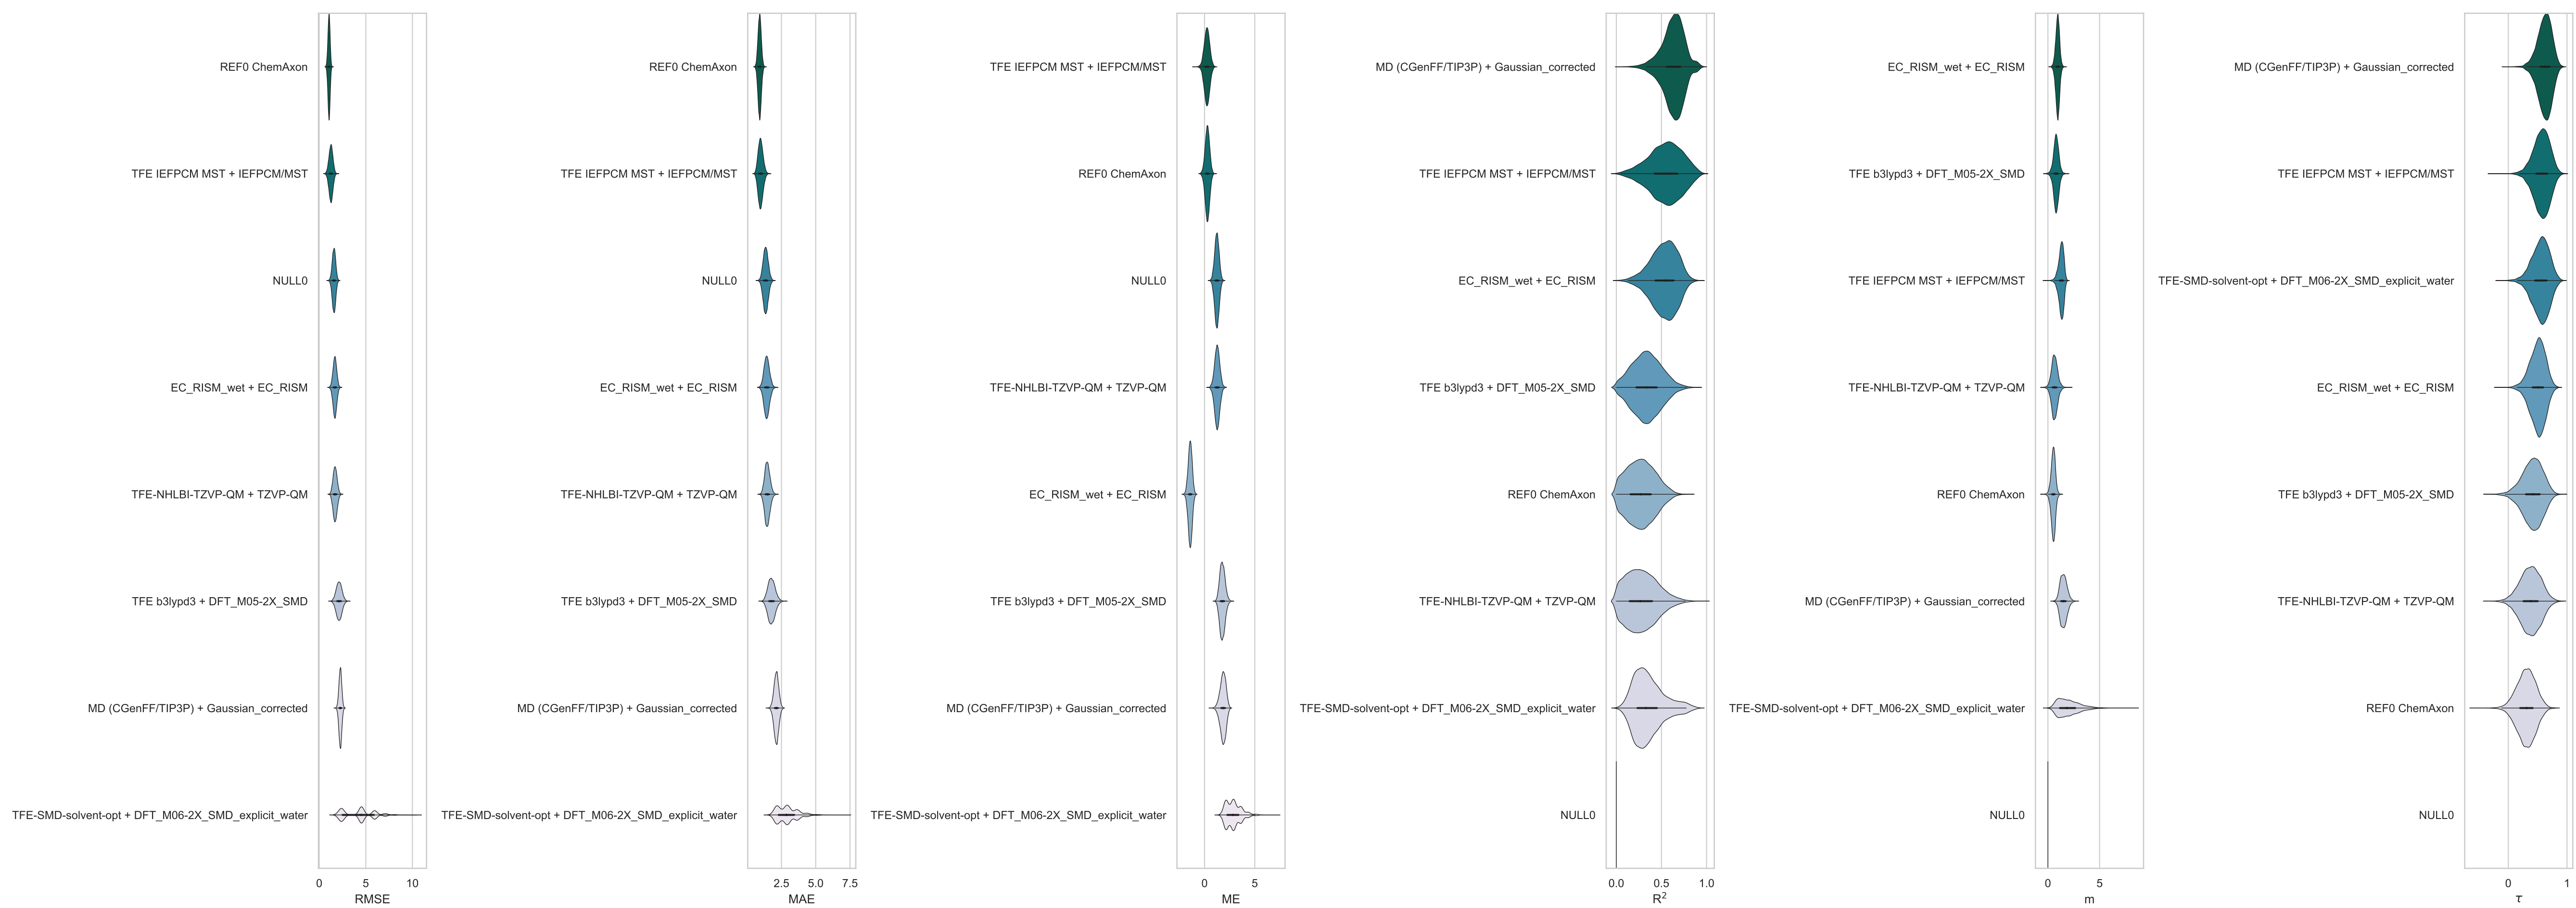 REF0 ChemAxon
TFE IEFPCM MST + IEFPCM/MST
NULL0
EC_RISM_wet + EC_RISM
TFE-NHLBI-TZVP-QM + TZVP-QM
TFE b3lypd3 + DFT_M05-2X_SMD
MD (CGenFF/TIP3P) + Gaussian_corrected
TFE-SMD-solvent-opt + DFT_M06-2X_SMD_explicit_water
0 5 10
RMSE
REF0 ChemAxon
TFE IEFPCM MST + IEFPCM/MST
NULL0
EC_RISM_wet + EC_RISM
TFE-NHLBI-TZVP-QM + TZVP-QM
TFE b3lypd3 + DFT_M05-2X_SMD
MD (CGenFF/TIP3P) + Gaussian_corrected
TFE-SMD-solvent-opt + DFT_M06-2X_SMD_explicit_water
2.5 5.0 7.5
MAE
TFE IEFPCM MST + IEFPCM/MST
REF0 ChemAxon
NULL0
TFE-NHLBI-TZVP-QM + TZVP-QM
EC_RISM_wet + EC_RISM
TFE b3lypd3 + DFT_M05-2X_SMD
MD (CGenFF/TIP3P) + Gaussian_corrected
TFE-SMD-solvent-opt + DFT_M06-2X_SMD_explicit_water
0 5
ME
MD (CGenFF/TIP3P) + Gaussian_corrected
TFE IEFPCM MST + IEFPCM/MST
EC_RISM_wet + EC_RISM
TFE b3lypd3 + DFT_M05-2X_SMD
REF0 ChemAxon
TFE-NHLBI-TZVP-QM + TZVP-QM
TFE-SMD-solvent-opt + DFT_M06-2X_SMD_explicit_water
NULL0
0.0 0.5 1.0
R²
EC_RISM_wet + EC_RISM
TFE b3lypd3 + DFT_M05-2X_SMD
TFE IEFPCM MST + IEFPCM/MST
TFE-NHLBI-TZVP-QM + TZVP-QM
REF0 ChemAxon
MD (CGenFF/TIP3P) + Gaussian_corrected
TFE-SMD-solvent-opt + DFT_M06-2X_SMD_explicit_water
NULL0
0 5
m
MD (CGenFF/TIP3P) + Gaussian_corrected
TFE IEFPCM MST + IEFPCM/MST
TFE-SMD-solvent-opt + DFT_M06-2X_SMD_explicit_water
EC_RISM_wet + EC_RISM
TFE b3lypd3 + DFT_M05-2X_SMD
TFE-NHLBI-TZVP-QM + TZVP-QM
REF0 ChemAxon
NULL0
0 1
τ